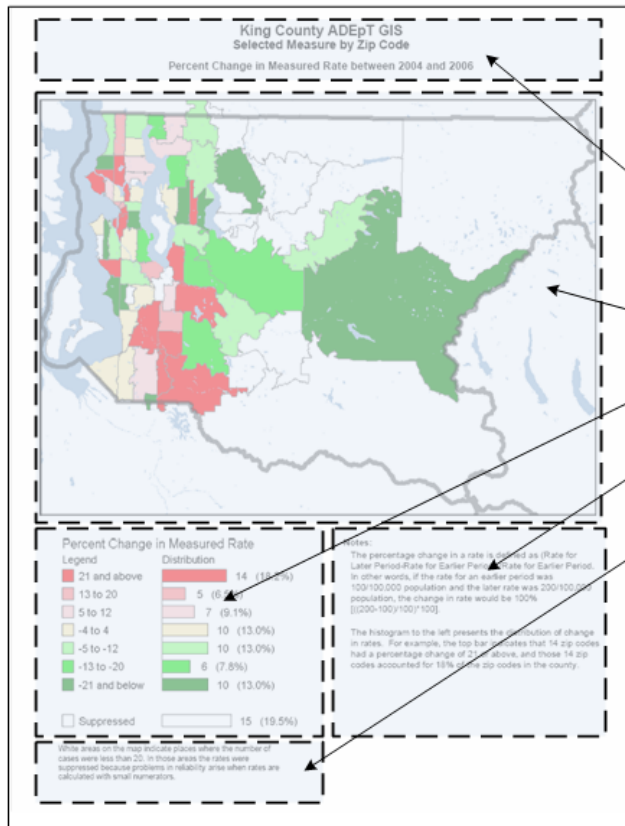 King County ADEpT GIS
Selected Measure by Zip Code
Percent Change in Measured Rate between 2004 and 2006
Percent Change in Measured Rate
Legend Distribution
21 and above 14 (18.2%)
13 to 20 5
5 to 12 7 (9.1%)
-4 to 4 10 (13.0%)
-5 to -12 10 (13.0%)
-13 to -20 6 (7.8%)
-21 and below 10 (13.0%)
Suppressed 15 (19.5%)
Notes:
The percentage change in a rate is defined as (Rate for
Later Period-Rate for Earlier Period)/Rate for Earlier Period.
In other words, if the rate for an earlier period was
100/100,000 population and the later rate was 200/100,000
population, the change in rate would be 100%
[((200-100)/100)*100].
The histogram to the left presents the distribution of change
in rates. For example, the top bar indicates that 14 zip codes
had a percentage change of 21 or above, and those 14 zip
codes accounted for 18% of the zip codes in the county.
White areas on the map indicate places where the number of
cases were less than 20. In those areas the rates were
suppressed because problems in reliability arise when rates are
calculated with small numerators.